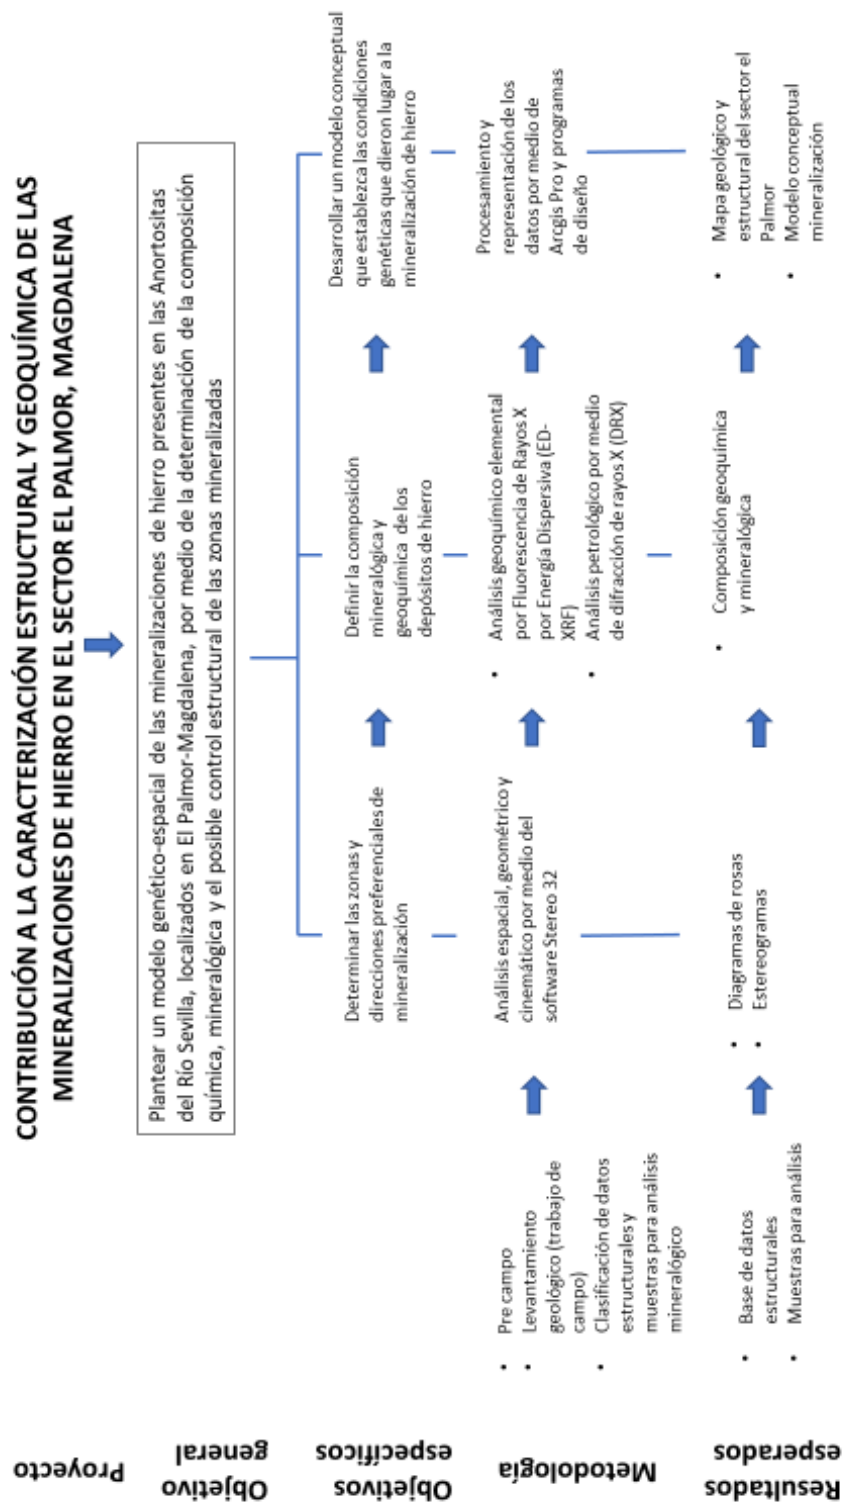 CONTRIBUCIÓN A LA CARACTERIZACIÓN ESTRUCTURAL Y GEOQUÍMICA DE LAS
MINERALIZACIONES DE HIERRO EN EL SECTOR EL PALMOR, MAGDALENA
Proyecto
Objetivo
general
Plantear un modelo genético-espacial de las mineralizaciones de hierro presentes en las Anortositas
del Río Sevilla, localizados en El Palmor-Magdalena, por medio de la determinación de la composición
química, mineralógica y el posible control estructural de las zonas mineralizadas
Objetivos
específicos
Determinar las zonas y
direcciones preferenciales de
mineralización
Definir la composición
mineralógica y
geoquímica de los
depósitos de hierro
Desarrollar un modelo conceptual
que establezca las condiciones
genéticas que dieron lugar a la
mineralización de hierro
Metodología
• Pre campo
• Levantamiento
geológico (trabajo de
campo)
• Clasificación de datos
estructurales y
muestras para análisis
mineralógico
Análisis espacial, geométrico y
cinemático por medio del
software Stereo 32
• Análisis geoquímico elemental
por Fluorescencia de Rayos X
por Energía Dispersiva (ED-
XRF)
• Análisis petrológico por medio
de difracción de rayos X (DRX)
Procesamiento y
representación de los
datos por medio de
Arcgis Pro y programas
de diseño
Resultados
esperados
• Base de datos
estructurales
• Muestras para análisis
• Diagramas de rosas
• Estereogramas
• Composición geoquímica
y mineralógica
• Mapa geológico y
estructural del sector el
Palmor
• Modelo conceptual
mineralización